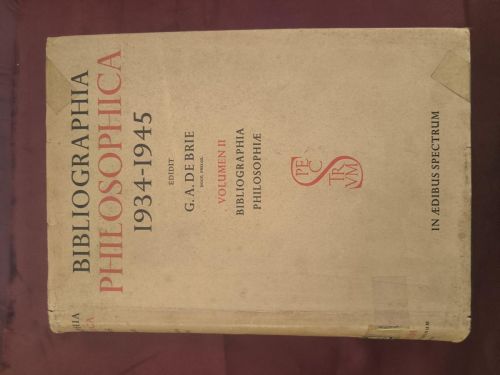 BIBLIOGRAPHIA
PHILOSOPHICA
1934-1945
EDIDIT
G. A. DE BRIE
VOLUMEN II
BIBLIOGRAPHIA
PHILOSOPHIÆ
SPEC
TRVM
IN ÆDIBUS SPECTRUM